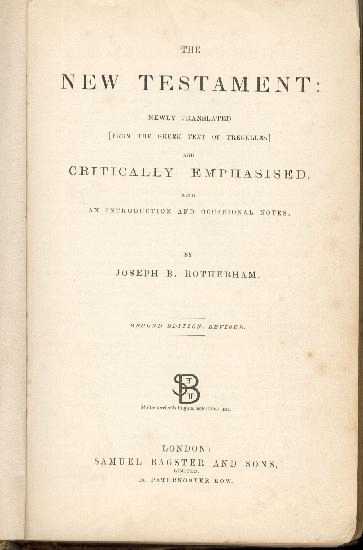 THE
NEW TESTAMENT:
NEWLY TRANSLATED
[FROM THE GREEK TEXT OF TREGELLES]
AND
CRITICALLY EMPHASISED,
WITH
AN INTRODUCTION AND OCCASIONAL NOTES.
BY
JOSEPH B. ROTHERHAM.
SECOND EDITION, REVISED.
LONDON:
SAMUEL BAGSTER AND SONS,
LIMITED,
PATERNOSTER ROW.